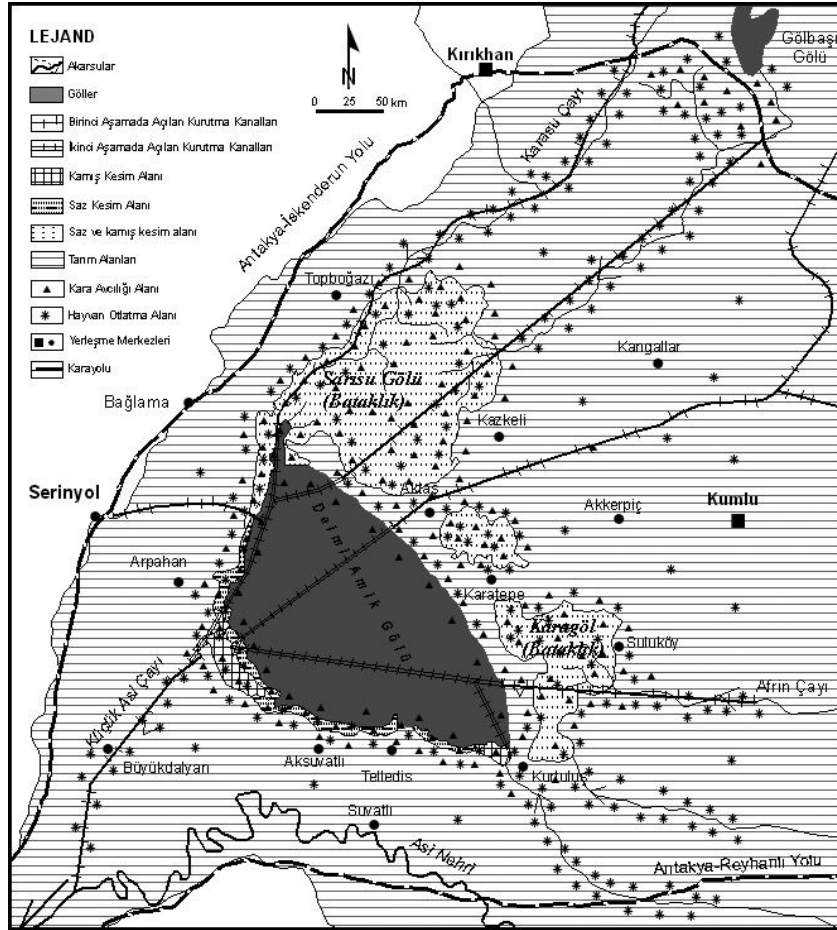 LEJAND
Akarsular
Göller
Birinci Aşamada Açılan Kurutma Kanalları
İkinci Aşamada Açılan Kurutma Kanalları
Kamış Kesim Alanı
Saz Kesim Alanı
Saz ve kamış kesim alanı
Tarım Alanları
Kara Avcılığı Alanı
Hayvan Otlatma Alanı
Yerleşme Merkezleri
Karayolu
N
0 25 50 km
Kırıkhan
Gölbaşı
Gölü
Karasu Çayı
Antakya-İskenderun Yolu
Topboğazı
Kangallar
Sarısu Gölü
(Bataklık)
Bağlama
Kazkeli
Serinyol
Aktaş
Akkerpiç
Kumlu
Daimi Amik Gölü
Arpahan
Karatepe
Karagöl
(Bataklık)
Suluköy
Afrin Çayı
Küçük Asi Çayı
Büyükdalyan
Aksuvatlı
Telledis
Kurtuluş
Suvatlı
Asi Nehri
Antakya-Reyhanlı Yolu